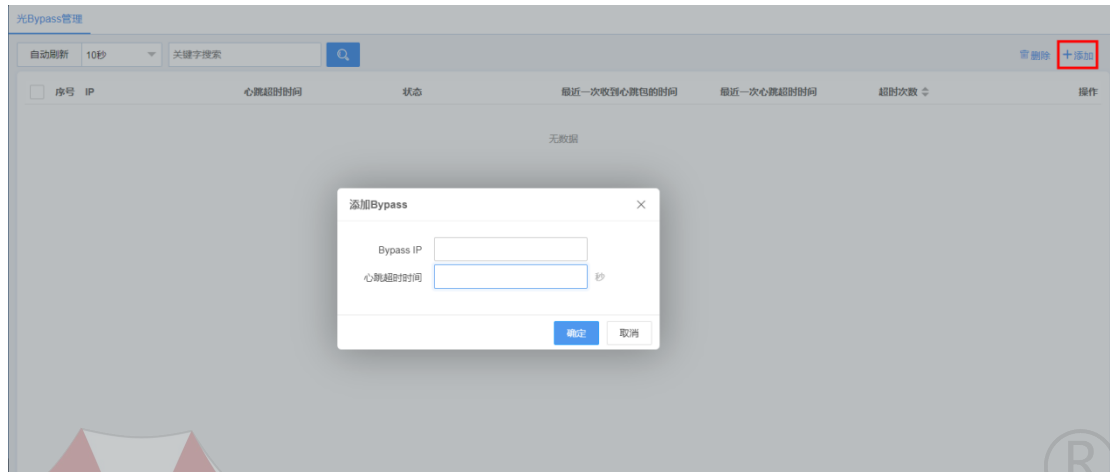 光Bypass管理
自动刷新 10秒 关键字搜索 删除 +添加
序号 IP 心跳超时时间 状态 最近一次收到心跳包的时间 最近一次心跳超时时间 超时次数 操作
无数据
添加Bypass
Bypass IP
心跳超时时间 秒
确定 取消
®